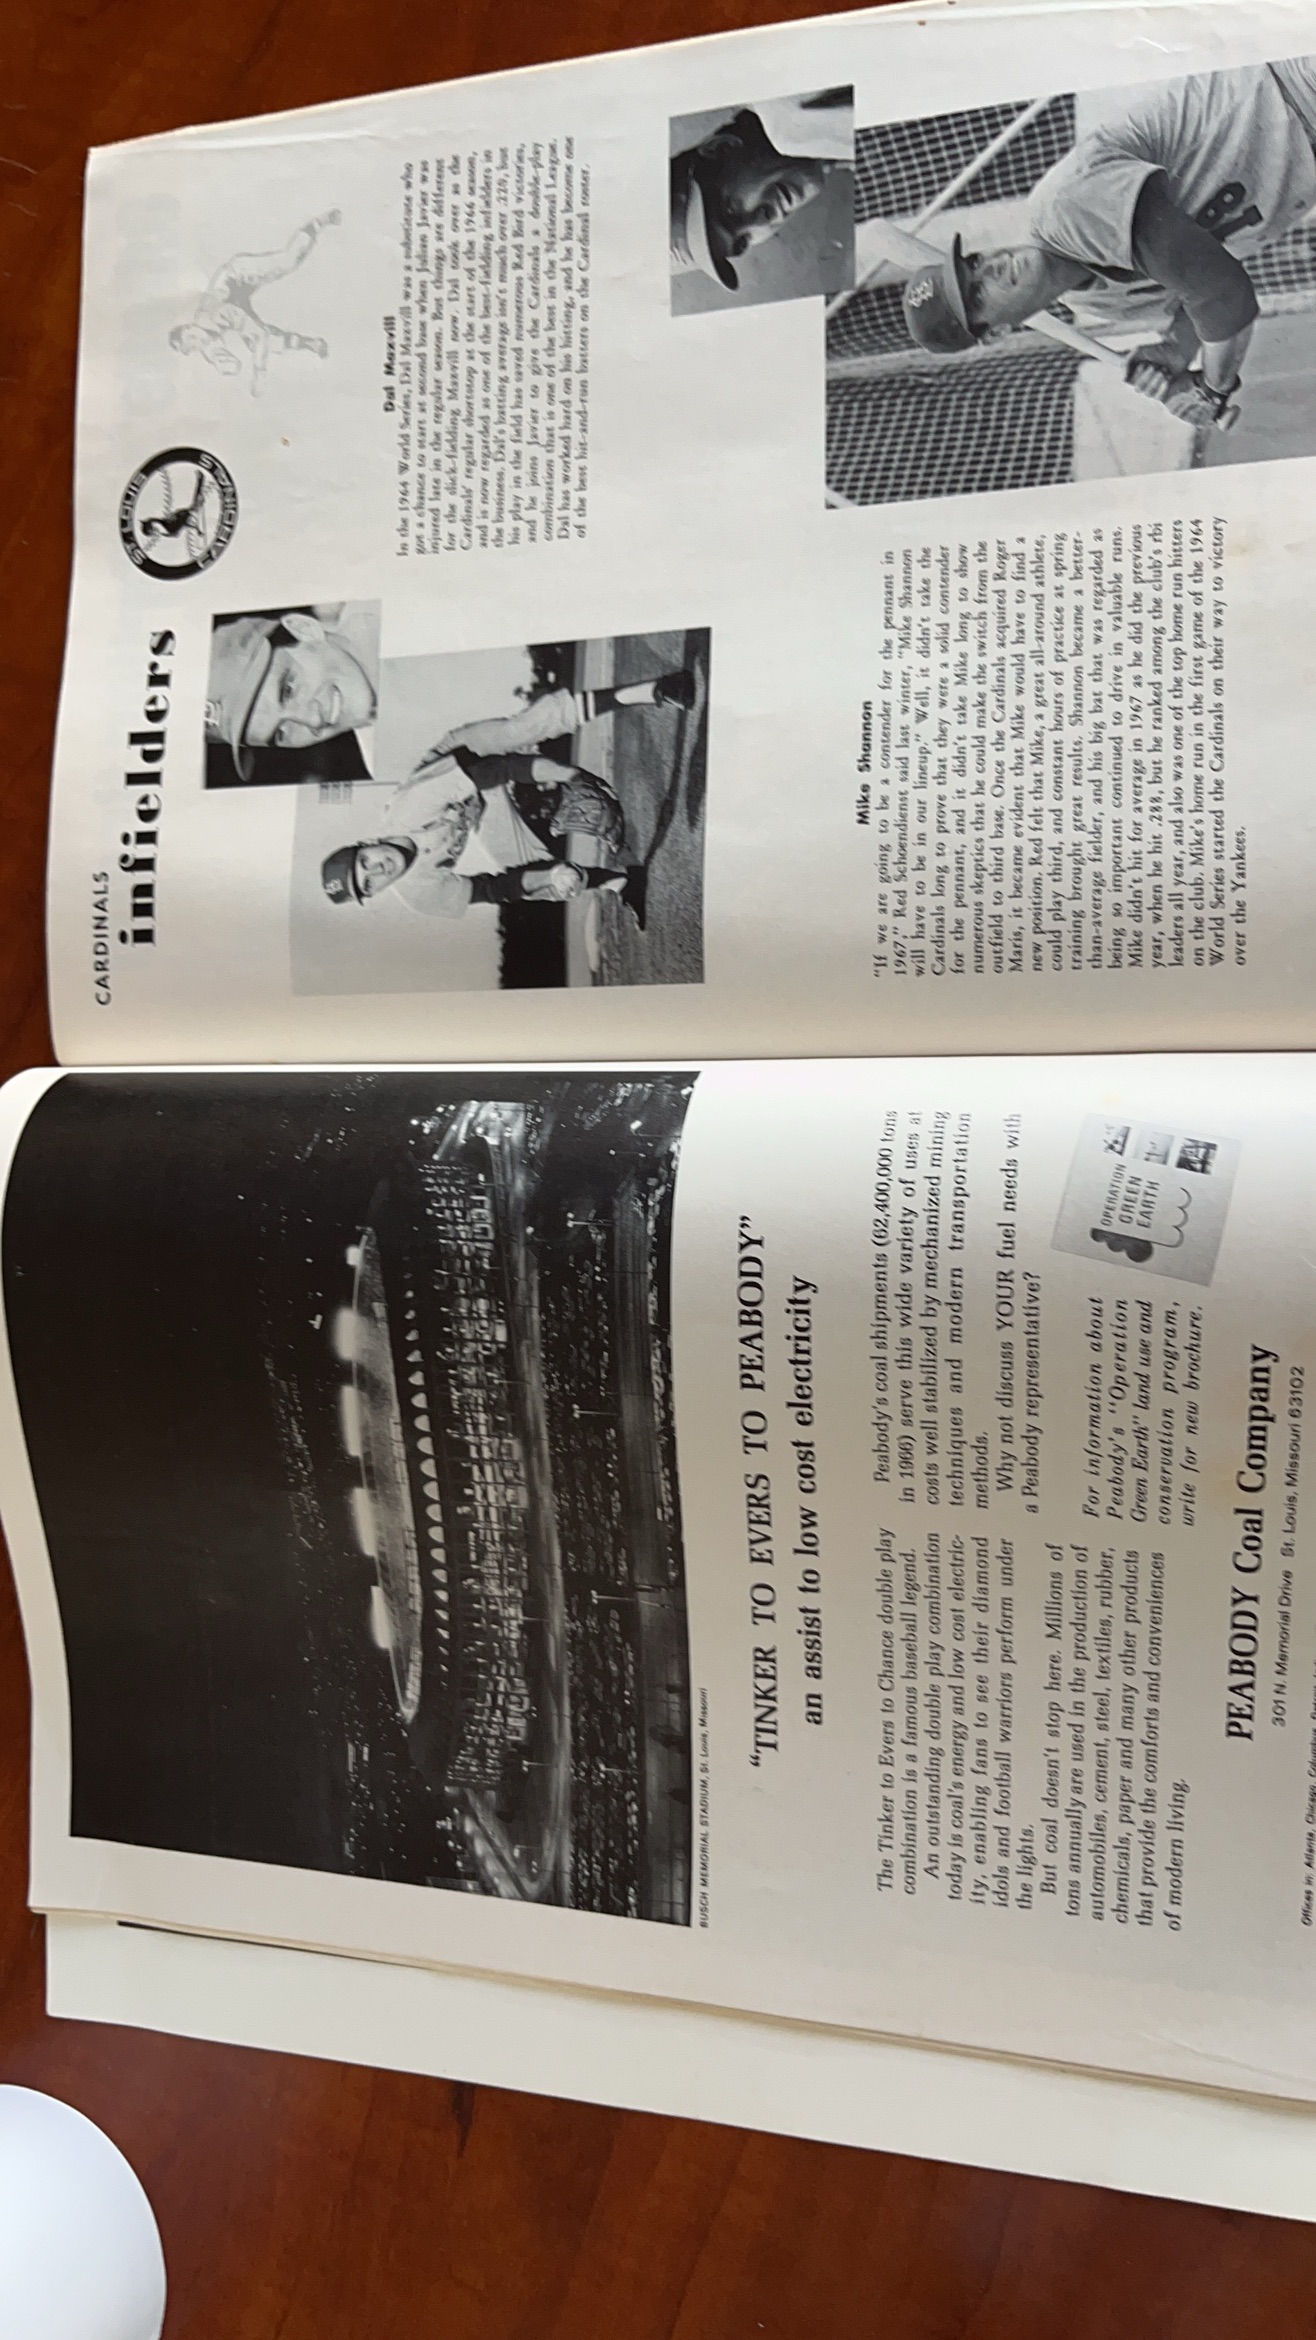 BUSCH MEMORIAL STADIUM, St. Louis, Missouri
“TINKER TO EVERS TO PEABODY”
an assist to low cost electricity
The Tinker to Evers to Chance double play
combination is a famous baseball legend.
An outstanding double play combination
today is coal's energy and low cost electric-
ity, enabling fans to see their diamond
idols and football warriors perform under
the lights.
But coal doesn't stop here. Millions of
tons annually are used in the production of
automobiles, cement, steel, textiles, rubber,
chemicals, paper and many other products
that provide the comforts and conveniences
of modern living.
Peabody's coal shipments (62,400,000 tons
in 1966) serve this wide variety of uses at
costs well stabilized by mechanized mining
techniques and modern transportation
methods.
Why not discuss YOUR fuel needs with
a Peabody representative?
For information about
Peabody's "Operation
Green Earth" land use and
conservation program,
write for new brochure.
OPERATION
GREEN
EARTH
PEABODY Coal Company
301 N. Memorial Drive St. Louis, Missouri 63102
Offices in: Atlanta, Chicago, Columbus,
CARDINALS
infielders
ST. LOUIS
CARDINALS
Dal Maxvill
In the 1964 World Series, Dal Maxvill was a substitute who
got a chance to start at second base when Julian Javier was
injured late in the regular season. But things are different
for the slick-fielding Maxvill now. Dal took over as the
Cardinals' regular shortstop at the start of the 1966 season,
and is now regarded as one of the best-fielding infielders in
the business. Dal's batting average isn't much over .220, but
his play in the field has saved numerous Red Bird victories,
and he joins Javier to give the Cardinals a double-play
combination that is one of the best in the National League.
Dal has worked hard on his hitting, and he has become one
of the best hit-and-run batters on the Cardinal roster.
Mike Shannon
"If we are going to be a contender for the pennant in
1967," Red Schoendienst said last winter, "Mike Shannon
will have to be in our lineup." Well, it didn't take the
Cardinals long to prove that they were a solid contender
for the pennant, and it didn't take Mike long to show
numerous skeptics that he could make the switch from the
outfield to third base. Once the Cardinals acquired Roger
Maris, it became evident that Mike would have to find a
new position. Red felt that Mike, a great all-around athlete,
could play third, and constant hours of practice at spring
training brought great results. Shannon became a better-
than-average fielder, and his big bat that was regarded as
being so important continued to drive in valuable runs.
Mike didn't hit for average in 1967 as he did the previous
year, when he hit .288, but he ranked among the club's rbi
leaders all year, and also was one of the top home run hitters
on the club. Mike's home run in the first game of the 1964
World Series started the Cardinals on their way to victory
over the Yankees.
18